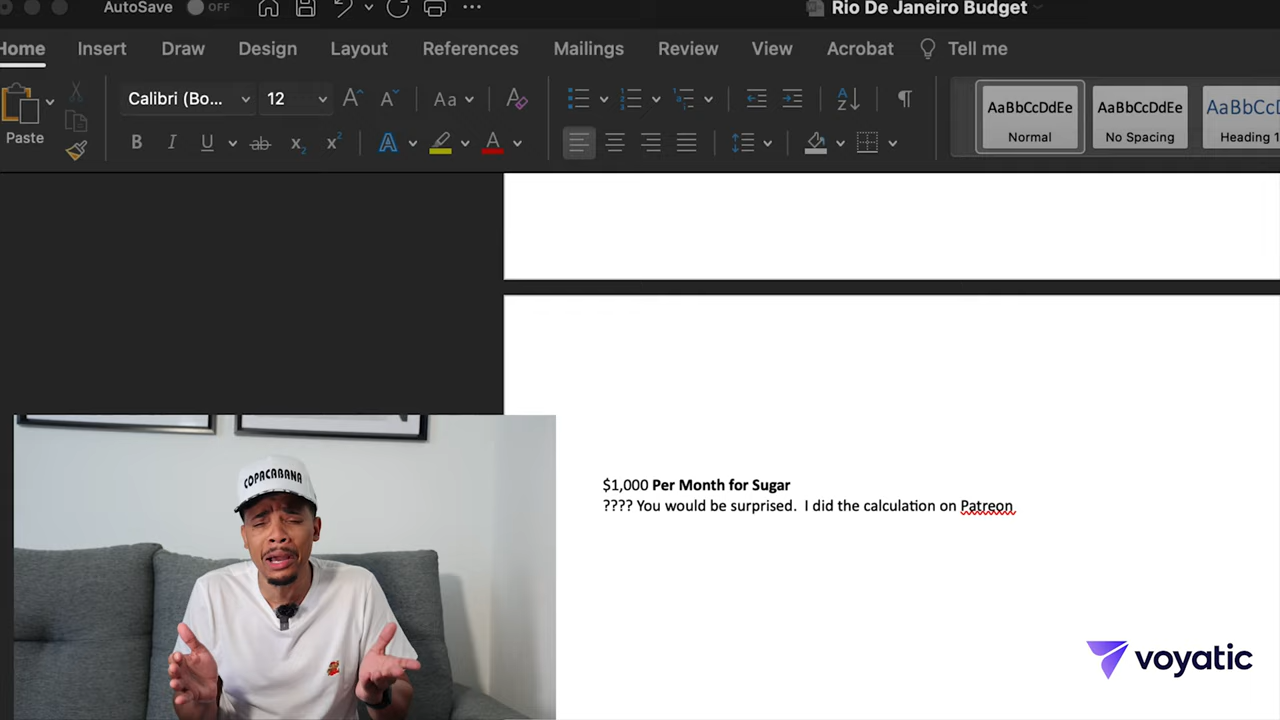 AutoSave OFF
Rio De Janeiro Budget
Home Insert Draw Design Layout References Mailings Review View Acrobat Tell me
Paste
Calibri (Bo... 12
Aa
AaBbCcDdEe
Normal
AaBbCcDdEe
No Spacing
AaBbCcD
Heading 1
$1,000 Per Month for Sugar
???? You would be surprised. I did the calculation on Patreon
COPACABANA
voyatic